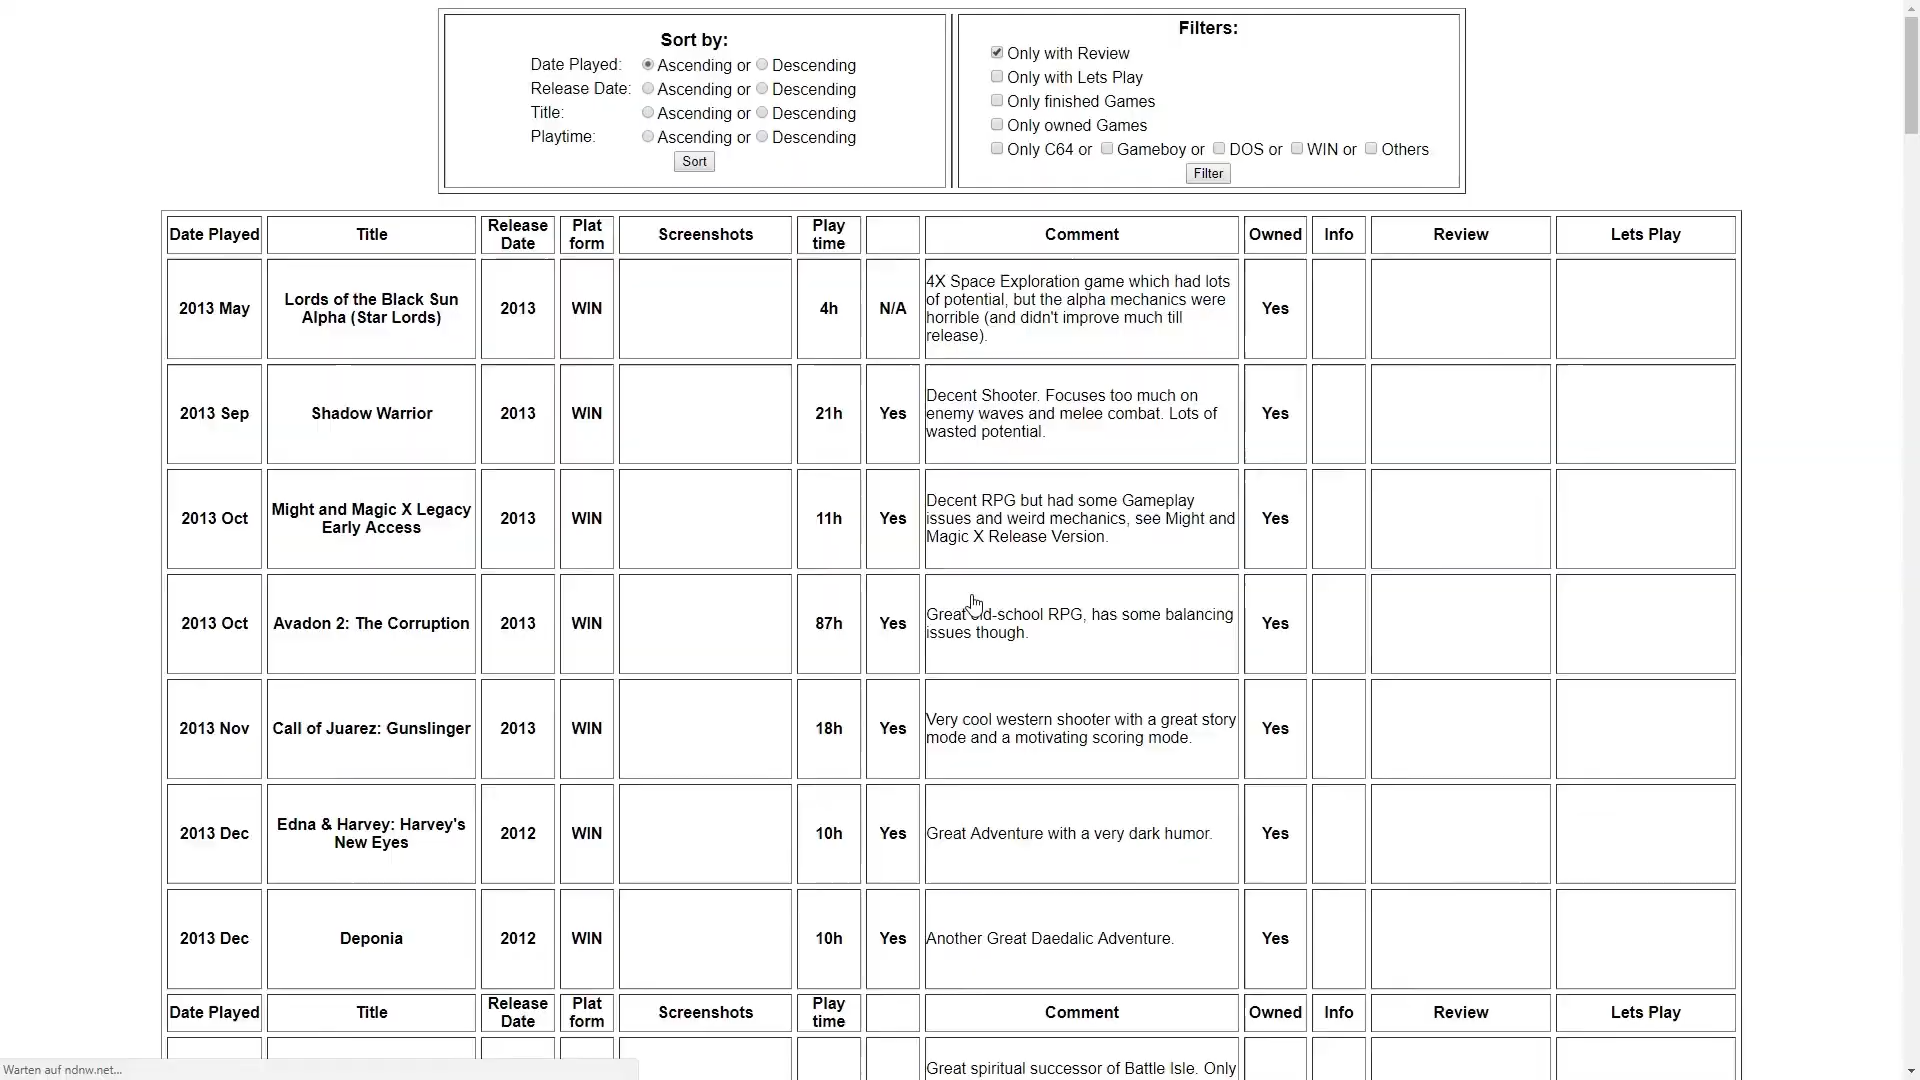 Sort by:
Date Played: Ascending or Descending
Release Date: Ascending or Descending
Title: Ascending or Descending
Playtime: Ascending or Descending
Sort
Filters:
Only with Review
Only with Lets Play
Only finished Games
Only owned Games
Only C64 or Gameboy or DOS or WIN or Others
Filter
Date Played
Title
Release
Date
Plat
form
Screenshots
Play
time
Comment
Owned
Info
Review
Lets Play
2013 May
Lords of the Black Sun
Alpha (Star Lords)
2013
WIN
4h
N/A
4X Space Exploration game which had lots
of potential, but the alpha mechanics were
horrible (and didn't improve much till
release).
Yes
2013 Sep
Shadow Warrior
2013
WIN
21h
Yes
Decent Shooter. Focuses too much on
enemy waves and melee combat. Lots of
wasted potential.
Yes
2013 Oct
Might and Magic X Legacy
Early Access
2013
WIN
11h
Yes
Decent RPG but had some Gameplay
issues and weird mechanics, see Might and
Magic X Release Version.
Yes
2013 Oct
Avadon 2: The Corruption
2013
WIN
87h
Yes
Great old-school RPG, has some balancing
issues though.
Yes
2013 Nov
Call of Juarez: Gunslinger
2013
WIN
18h
Yes
Very cool western shooter with a great story
mode and a motivating scoring mode.
Yes
2013 Dec
Edna & Harvey: Harvey's
New Eyes
2012
WIN
10h
Yes
Great Adventure with a very dark humor.
Yes
2013 Dec
Deponia
2012
WIN
10h
Yes
Another Great Daedalic Adventure.
Yes
Date Played
Title
Release
Date
Plat
form
Screenshots
Play
time
Comment
Owned
Info
Review
Lets Play
Great spiritual successor of Battle Isle. Only
Warten auf ndnw.net...